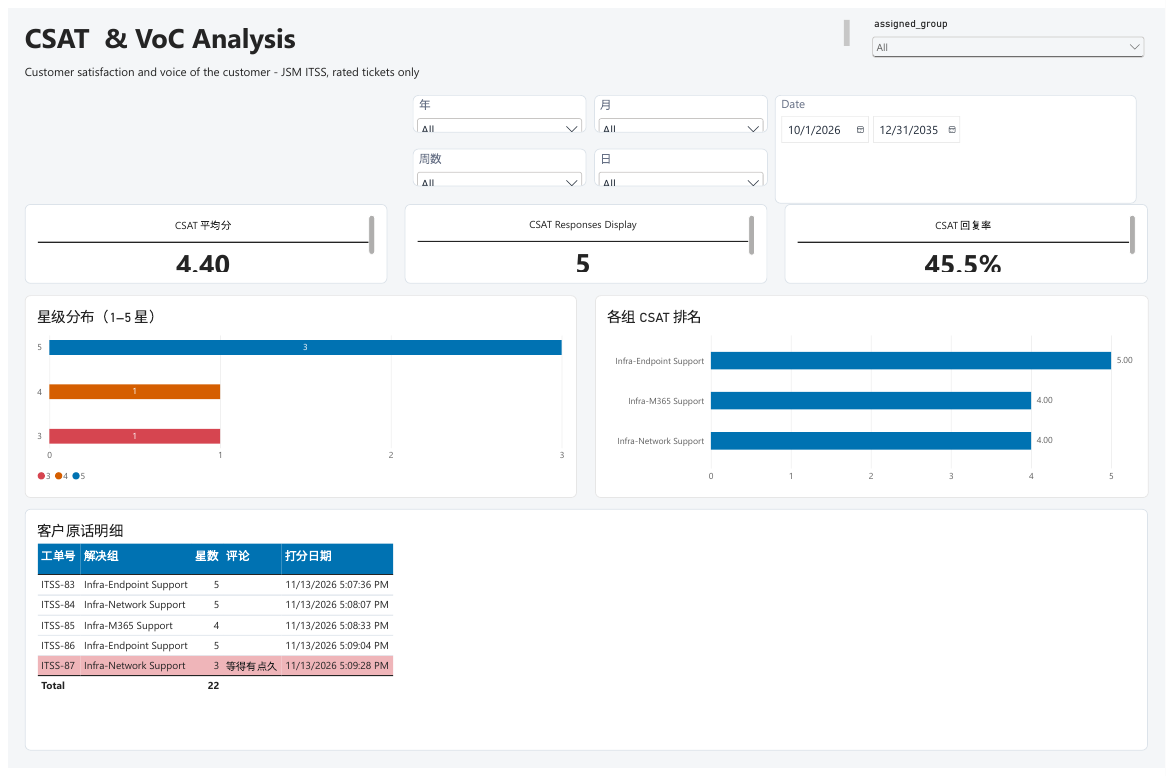 CSAT & VoC Analysis
assigned_group
All
Customer satisfaction and voice of the customer - JSM ITSS, rated tickets only
年
All
月
All
Date
10/1/2026
12/31/2035
周数
All
日
All
CSAT 平均分
4.40
CSAT Responses Display
5
CSAT 回复率
45.5%
星级分布（1–5 星）
5
3
4
1
3
1
0 1 2 3
3 4 5
各组 CSAT 排名
Infra-Endpoint Support 5.00
Infra-M365 Support 4.00
Infra-Network Support 4.00
0 1 2 3 4 5
客户原话明细
工单号 解决组 星数 评论 打分日期
ITSS-83 Infra-Endpoint Support 5 11/13/2026 5:07:36 PM
ITSS-84 Infra-Network Support 5 11/13/2026 5:08:07 PM
ITSS-85 Infra-M365 Support 4 11/13/2026 5:08:33 PM
ITSS-86 Infra-Endpoint Support 5 11/13/2026 5:09:04 PM
ITSS-87 Infra-Network Support 3 等得有点久 11/13/2026 5:09:28 PM
Total 22